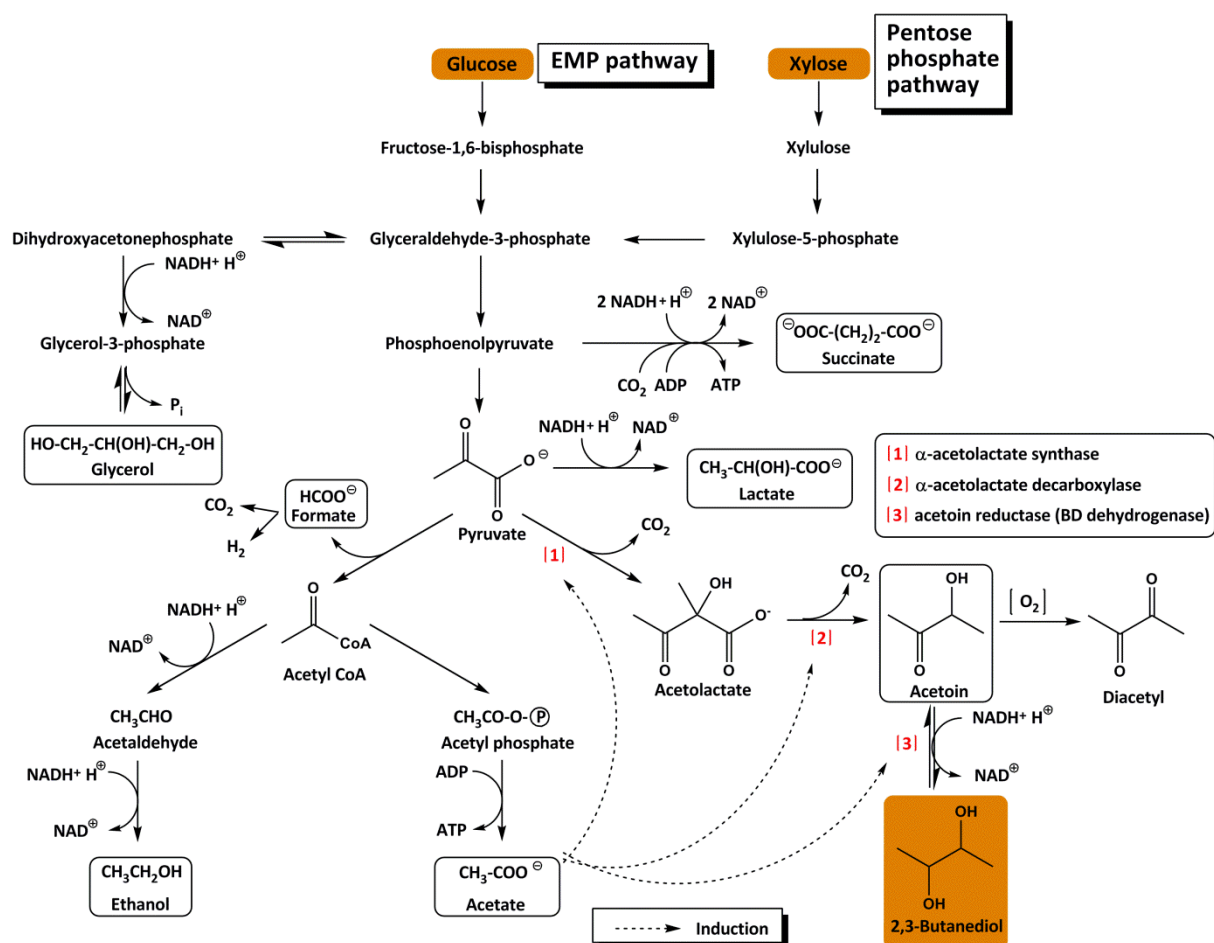 Glucose
EMP pathway
Xylose
Pentose
phosphate
pathway
Fructose-1,6-bisphosphate
Xylulose
Dihydroxyacetonephosphate
Glyceraldehyde-3-phosphate
Xylulose-5-phosphate
NADH+ H⊕
NAD⊕
2 NADH+H⊕
2 NAD⊕
Glycerol-3-phosphate
Phosphoenolpyruvate
⊖OOC-(CH2)2-COO⊖
Succinate
CO2
ADP
ATP
Pi
HO-CH2-CH(OH)-CH2-OH
Glycerol
O
O⊖
O
Pyruvate
NADH+ H⊕
NAD⊕
CH3-CH(OH)-COO⊖
Lactate
[1] α-acetolactate synthase
[2] α-acetolactate decarboxylase
[3] acetoin reductase (BD dehydrogenase)
CO2
H2
HCOO⊖
Formate
[1]
CO2
O
CoA
Acetyl CoA
NADH+ H⊕
NAD⊕
OH
O-
O
O
Acetolactate
CO2
[2]
OH
O
Acetoin
[ O2 ]
O
O
Diacetyl
CH3CHO
Acetaldehyde
CH3CO-O-Ⓟ
Acetyl phosphate
NADH+ H⊕
NAD⊕
ADP
ATP
[3]
NADH+ H⊕
NAD⊕
CH3CH2OH
Ethanol
CH3-COO ⊖
Acetate
OH
OH
2,3-Butanediol
Induction